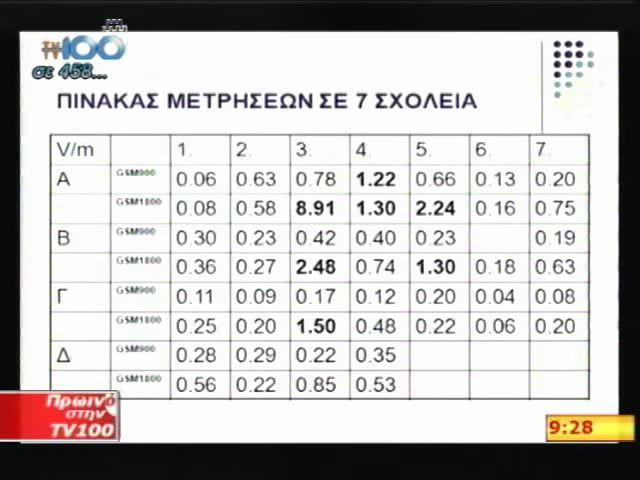 TV100
σε 458...
ΠΙΝΑΚΑΣ ΜΕΤΡΗΣΕΩΝ ΣΕ 7 ΣΧΟΛΕΙΑ
V/m 1. 2. 3. 4. 5. 6. 7.
Α GSM900 0.06 0.63 0.78 1.22 0.66 0.13 0.20
GSM1800 0.08 0.58 8.91 1.30 2.24 0.16 0.75
Β GSM900 0.30 0.23 0.42 0.40 0.23 0.19
GSM1800 0.36 0.27 2.48 0.74 1.30 0.18 0.63
Γ GSM900 0.11 0.09 0.17 0.12 0.20 0.04 0.08
GSM1800 0.25 0.20 1.50 0.48 0.22 0.06 0.20
Δ GSM900 0.28 0.29 0.22 0.35
GSM1800 0.56 0.22 0.85 0.53
Πρωινό
στην
TV100
9:28